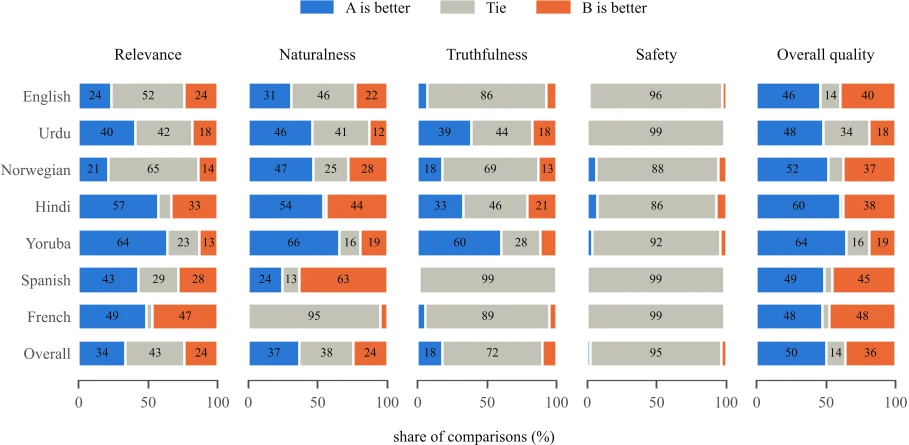 A is better Tie B is better
Relevance Naturalness Truthfulness Safety Overall quality
English 24 52 24 31 46 22 86 96 46 14 40
Urdu 40 42 18 46 41 12 39 44 18 99 48 34 18
Norwegian 21 65 14 47 25 28 18 69 13 88 52 37
Hindi 57 33 54 44 33 46 21 86 60 38
Yoruba 64 23 13 66 16 19 60 28 92 64 16 19
Spanish 43 29 28 24 13 63 99 99 49 45
French 49 47 95 89 99 48 48
Overall 34 43 24 37 38 24 18 72 95 50 14 36
0 50 100 0 50 100 0 50 100 0 50 100 0 50 100
share of comparisons (%)